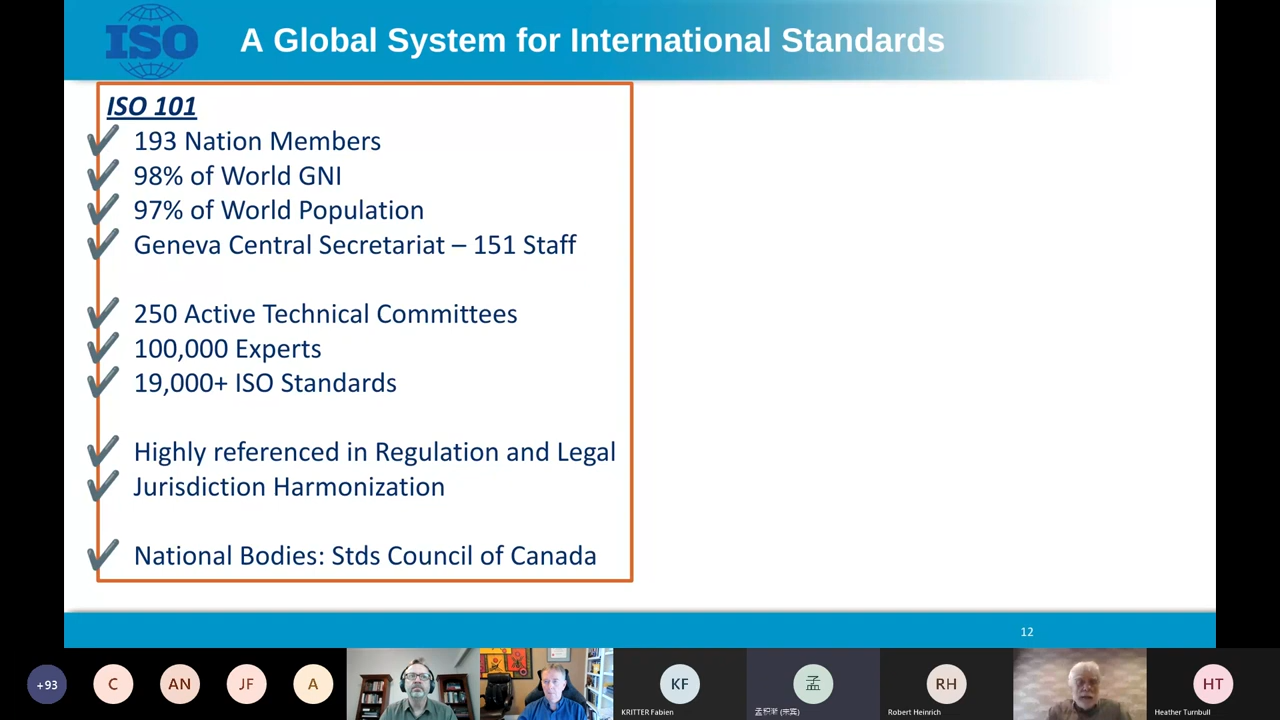 ISO
A Global System for International Standards
ISO 101
193 Nation Members
98% of World GNI
97% of World Population
Geneva Central Secretariat – 151 Staff
250 Active Technical Committees
100,000 Experts
19,000+ ISO Standards
Highly referenced in Regulation and Legal
Jurisdiction Harmonization
National Bodies: Stds Council of Canada
12
+93
C
AN
JF
A
KF
KRITTER Fabien
孟
RH
Robert Heinrich
HT
Heather Turnbull